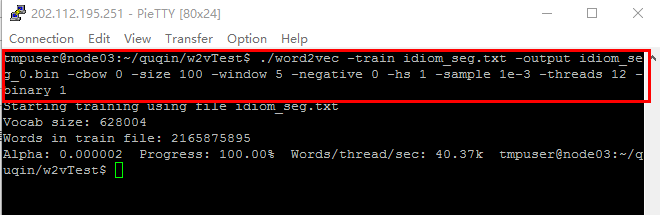 202.112.195.251 - PieTTY [80x24]
Connection Edit View Transfer Option Help
tmpuser@node03:~/quqin/w2vTest$ ./word2vec -train idiom_seg.txt -output idiom_se
g_0.bin -cbow 0 -size 100 -window 5 -negative 0 -hs 1 -sample 1e-3 -threads 12 -
binary 1
Starting training using file idiom_seg.txt
Vocab size: 628004
Words in train file: 2165875895
Alpha: 0.000002  Progress: 100.00%  Words/thread/sec: 40.37k  tmpuser@node03:~/q
uqin/w2vTest$